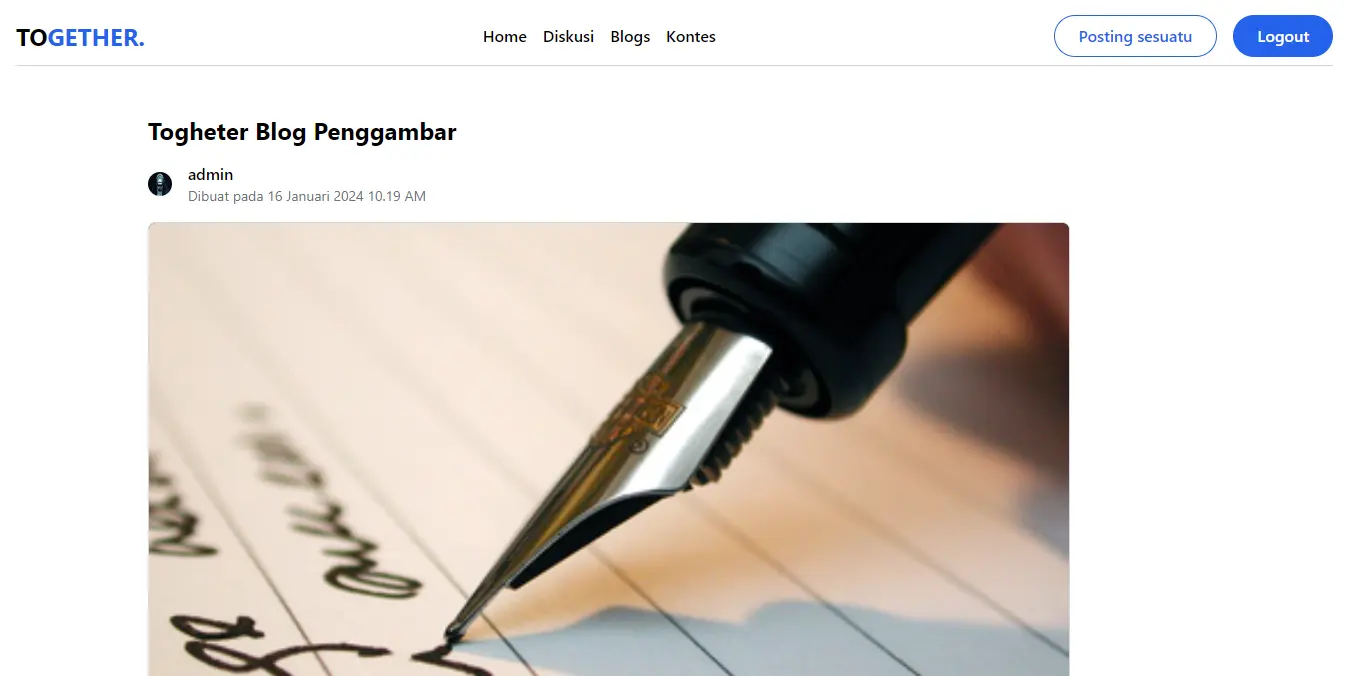 TOGETHER.
Home Diskusi Blogs Kontes
Posting sesuatu
Logout
Togheter Blog Penggambar
admin
Dibuat pada 16 Januari 2024 10.19 AM